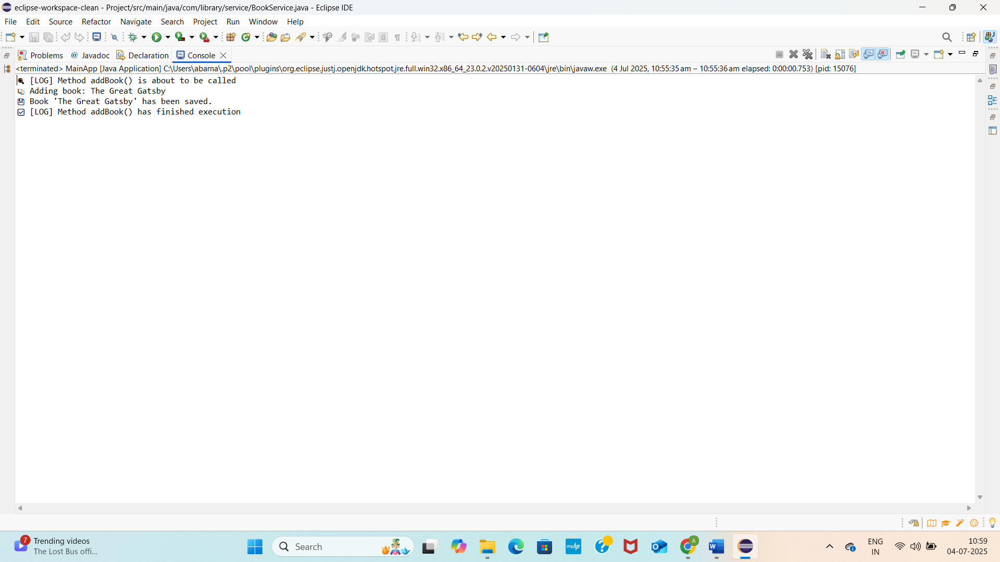 eclipse-workspace-clean - Project/src/main/java/com/library/service/BookService.java - Eclipse IDE
File Edit Source Refactor Navigate Search Project Run Window Help
Problems @ Javadoc Declaration Console
<terminated> MainApp [Java Application] C:\Users\abarna\.p2\pool\plugins\org.eclipse.justj.openjdk.hotspot.jre.full.win32.x86_64_23.0.2.v20250131-0604\jre\bin\javaw.exe (4 Jul 2025, 10:55:35 am – 10:55:36 am elapsed: 0:00:00.753) [pid: 15076]
[LOG] Method addBook() is about to be called
Adding book: The Great Gatsby
Book 'The Great Gatsby' has been saved.
[LOG] Method addBook() has finished execution
7
Trending videos
The Lost Bus offi...
Search
myhp
A
ENG
IN
10:59
04-07-2025